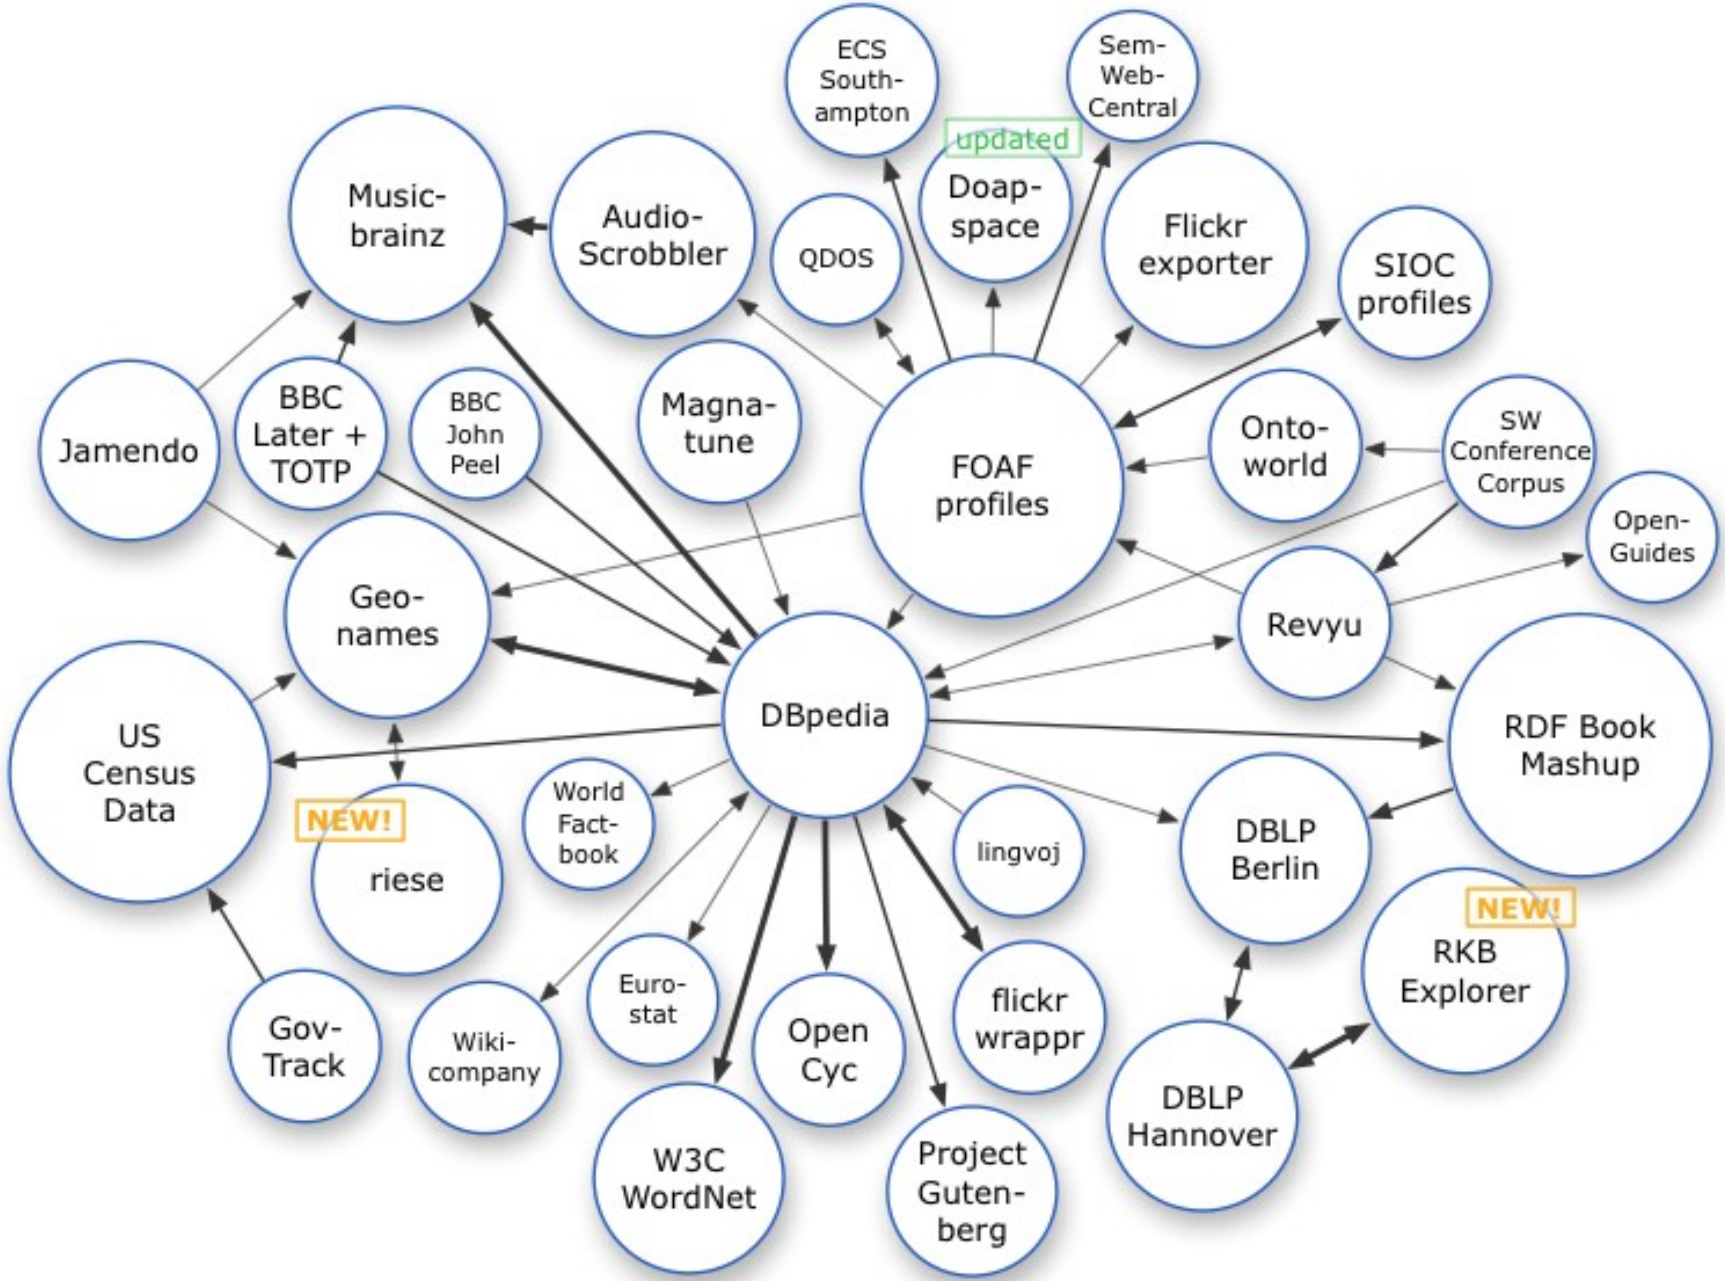 ECS
South-
ampton
Sem-
Web-
Central
updated
Doap-
space
Music-
brainz
Audio-
Scrobbler
QDOS
Flickr
exporter
SIOC
profiles
Jamendo
BBC
Later +
TOTP
BBC
John
Peel
Magna-
tune
FOAF
profiles
Onto-
world
SW
Conference
Corpus
Open-
Guides
Geo-
names
Revyu
US
Census
Data
DBpedia
RDF Book
Mashup
NEW!
riese
World
Fact-
book
lingvoj
DBLP
Berlin
NEW!
RKB
Explorer
Gov-
Track
Wiki-
company
Euro-
stat
Open
Cyc
flickr
wrappr
DBLP
Hannover
W3C
WordNet
Project
Guten-
berg